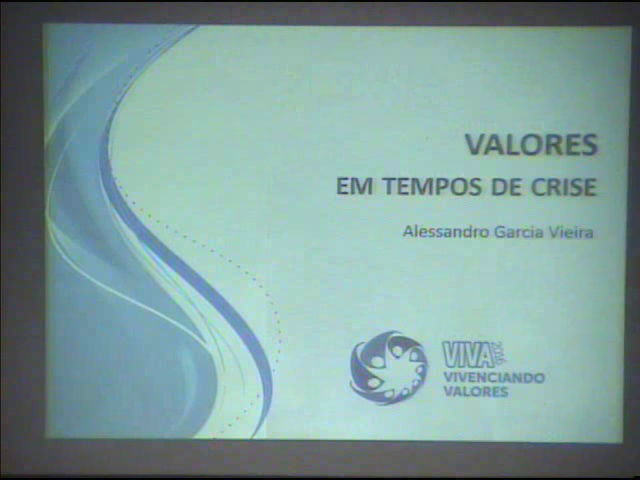 VALORES
EM TEMPOS DE CRISE
Alessandro Garcia Vieira
VIVA
VIVENCIANDO
VALORES